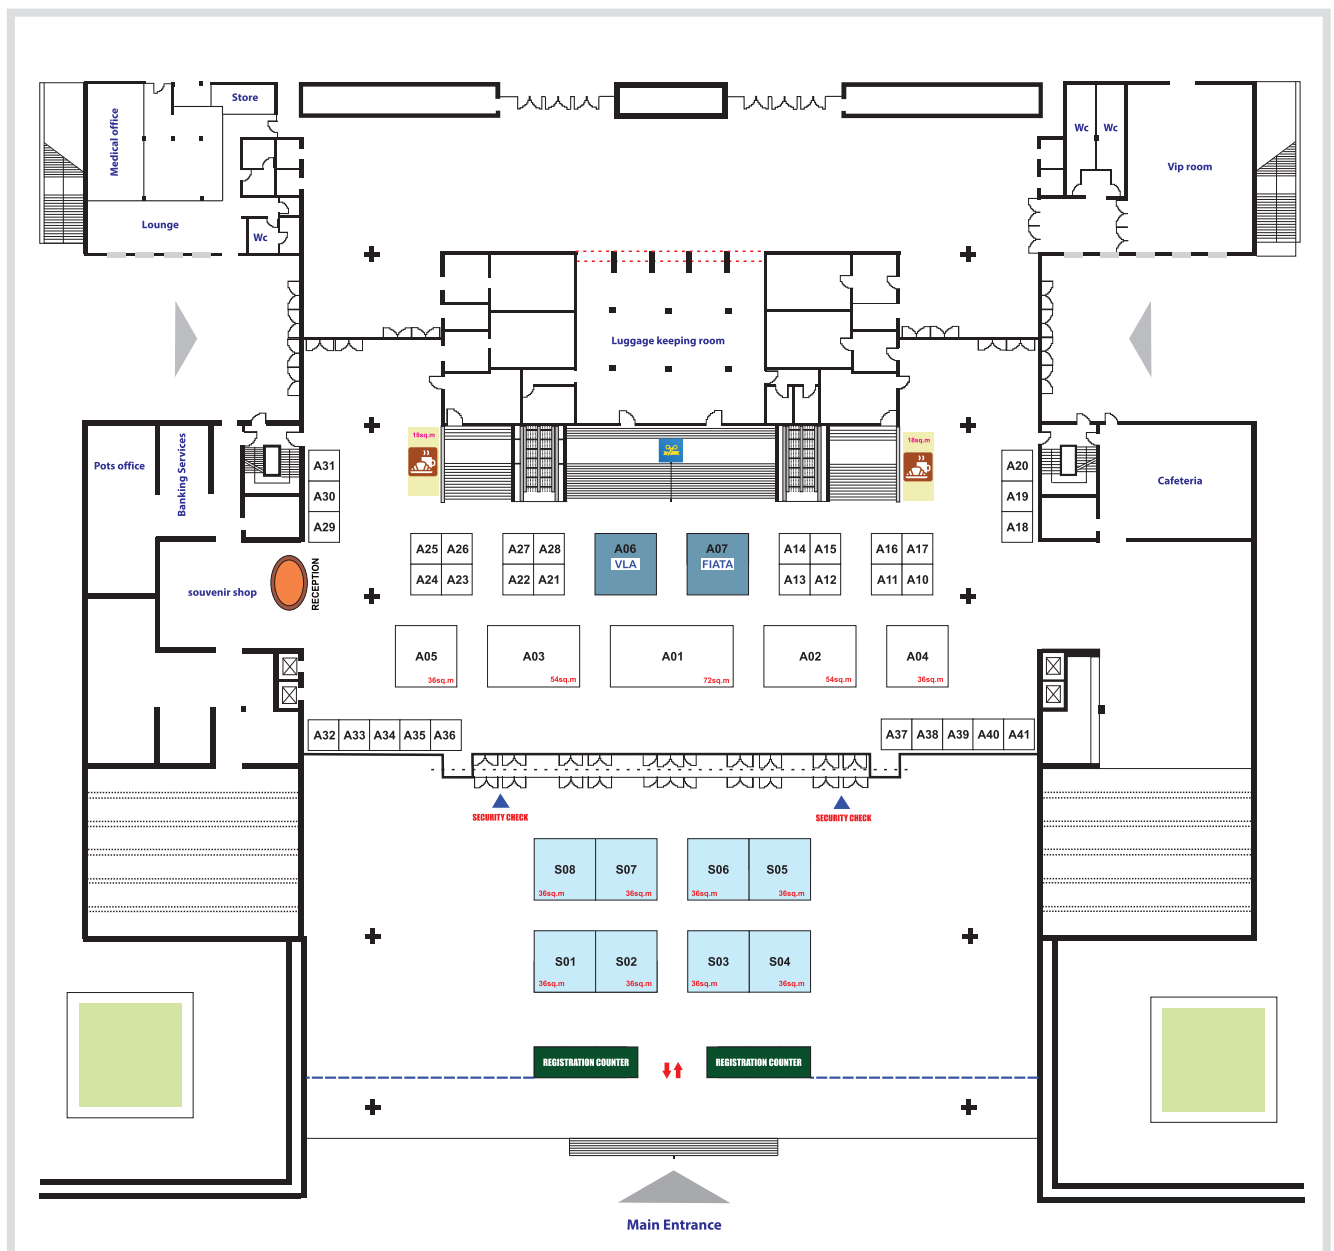 Store
Medical office
Lounge
Wc
Wc
Wc
Vip room
Luggage keeping room
18sq.m
18sq.m
Pots office
Banking Services
Cafeteria
A31
A30
A29
A20
A19
A18
A25 A26
A24 A23
A27 A28
A22 A21
A06
VLA
A07
FIATA
A14 A15
A13 A12
A16 A17
A11 A10
souvenir shop
RECEPTION
A05
36sq.m
A03
54sq.m
A01
72sq.m
A02
54sq.m
A04
36sq.m
A32 A33 A34 A35 A36
A37 A38 A39 A40 A41
SECURITY CHECK
SECURITY CHECK
S08 S07 S06 S05
36sq.m 36sq.m 36sq.m 36sq.m
S01 S02 S03 S04
36sq.m 36sq.m 36sq.m 36sq.m
REGISTRATION COUNTER
REGISTRATION COUNTER
Main Entrance